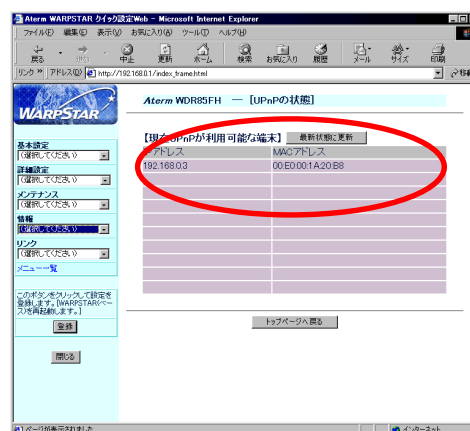 Aterm WARPSTAR クイック設定Web - Microsoft Internet Explorer
ファイル(F) 編集(E) 表示(V) お気に入り(A) ツール(T) ヘルプ(H)
戻る 中止 更新 ホーム 検索 お気に入り 履歴 メール サイズ 印刷
リンク » アドレス(D) http://192.168.0.1/index_frame.html 移動
WARPSTAR
Aterm WDR85FH ― [UPnPの状態]
【現在UPnPが利用可能な端末】 最新状態に更新
IPアドレス MACアドレス
192.168.0.3 00:E0:00:1A:20:B8
トップページへ戻る
基本設定
(選択してください)
詳細設定
(選択してください)
メンテナンス
(選択してください)
情報
(選択してください)
リンク
(選択してください)
メニュー一覧
このボタンをクリックして設定を
登録します。[WARPSTARベー
ス)を再起動します。]
登録
閉じる
ページが表示されました インターネット